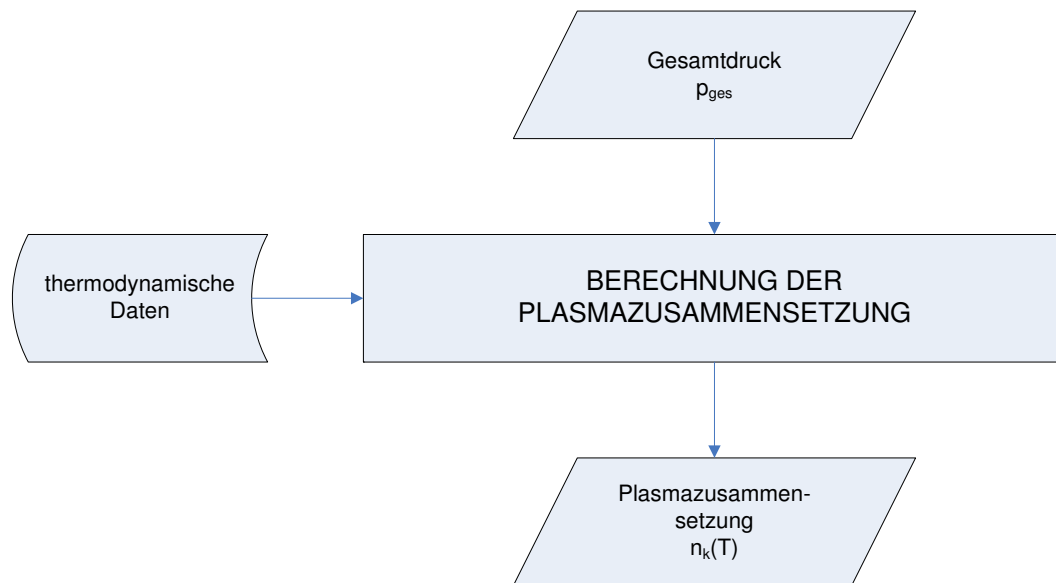 Gesamtdruck
pges
thermodynamische
Daten
BERECHNUNG DER
PLASMAZUSAMMENSETZUNG
Plasmazusammen-
setzung
nk(T)